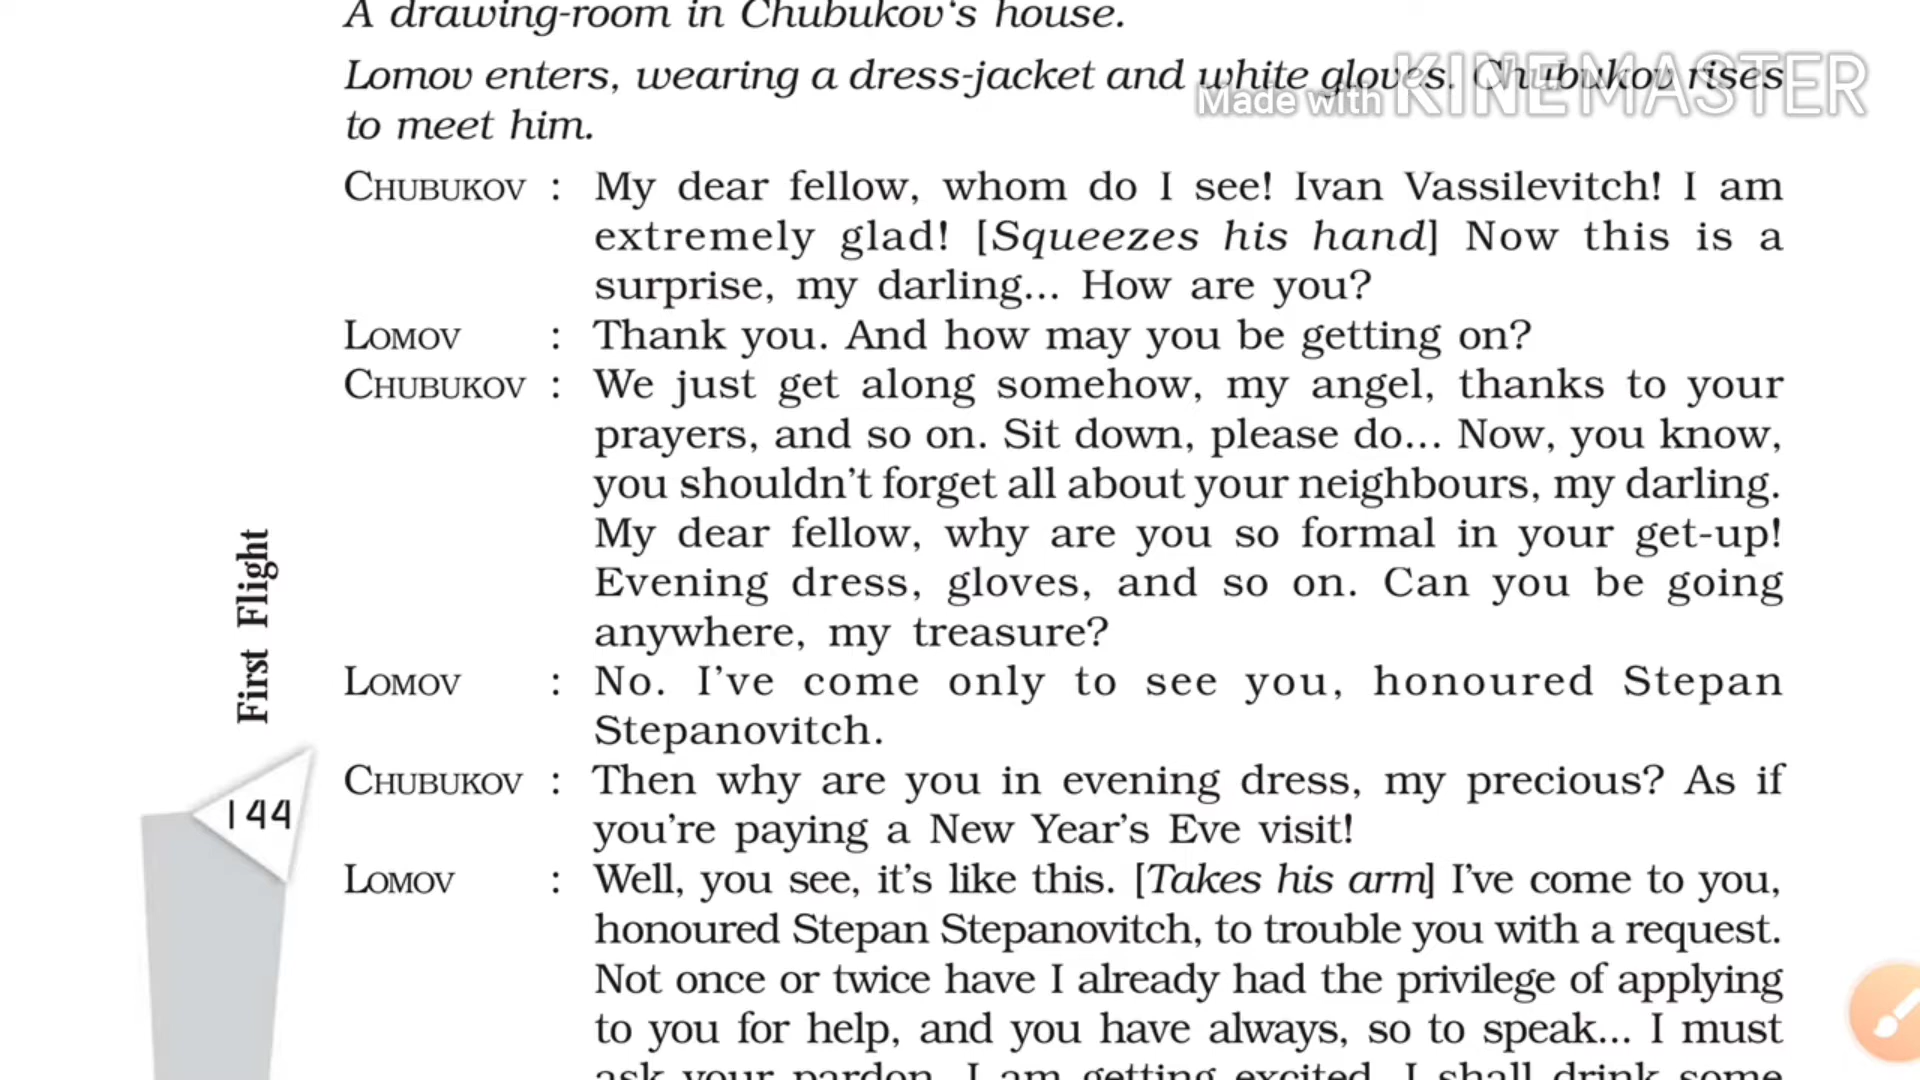 A drawing-room in Chubukov‘s house.
Lomov enters, wearing a dress-jacket and white gloves. Chubukov rises
to meet him.
Made with KINEMASTER
CHUBUKOV : My dear fellow, whom do I see! Ivan Vassilevitch! I am
extremely glad! [Squeezes his hand] Now this is a
surprise, my darling... How are you?
LOMOV : Thank you. And how may you be getting on?
CHUBUKOV : We just get along somehow, my angel, thanks to your
prayers, and so on. Sit down, please do... Now, you know,
you shouldn’t forget all about your neighbours, my darling.
My dear fellow, why are you so formal in your get-up!
Evening dress, gloves, and so on. Can you be going
anywhere, my treasure?
LOMOV : No. I’ve come only to see you, honoured Stepan
Stepanovitch.
CHUBUKOV : Then why are you in evening dress, my precious? As if
you’re paying a New Year’s Eve visit!
LOMOV : Well, you see, it’s like this. [Takes his arm] I’ve come to you,
honoured Stepan Stepanovitch, to trouble you with a request.
Not once or twice have I already had the privilege of applying
to you for help, and you have always, so to speak... I must
ask your pardon, I am getting excited. I shall drink some
First Flight
144